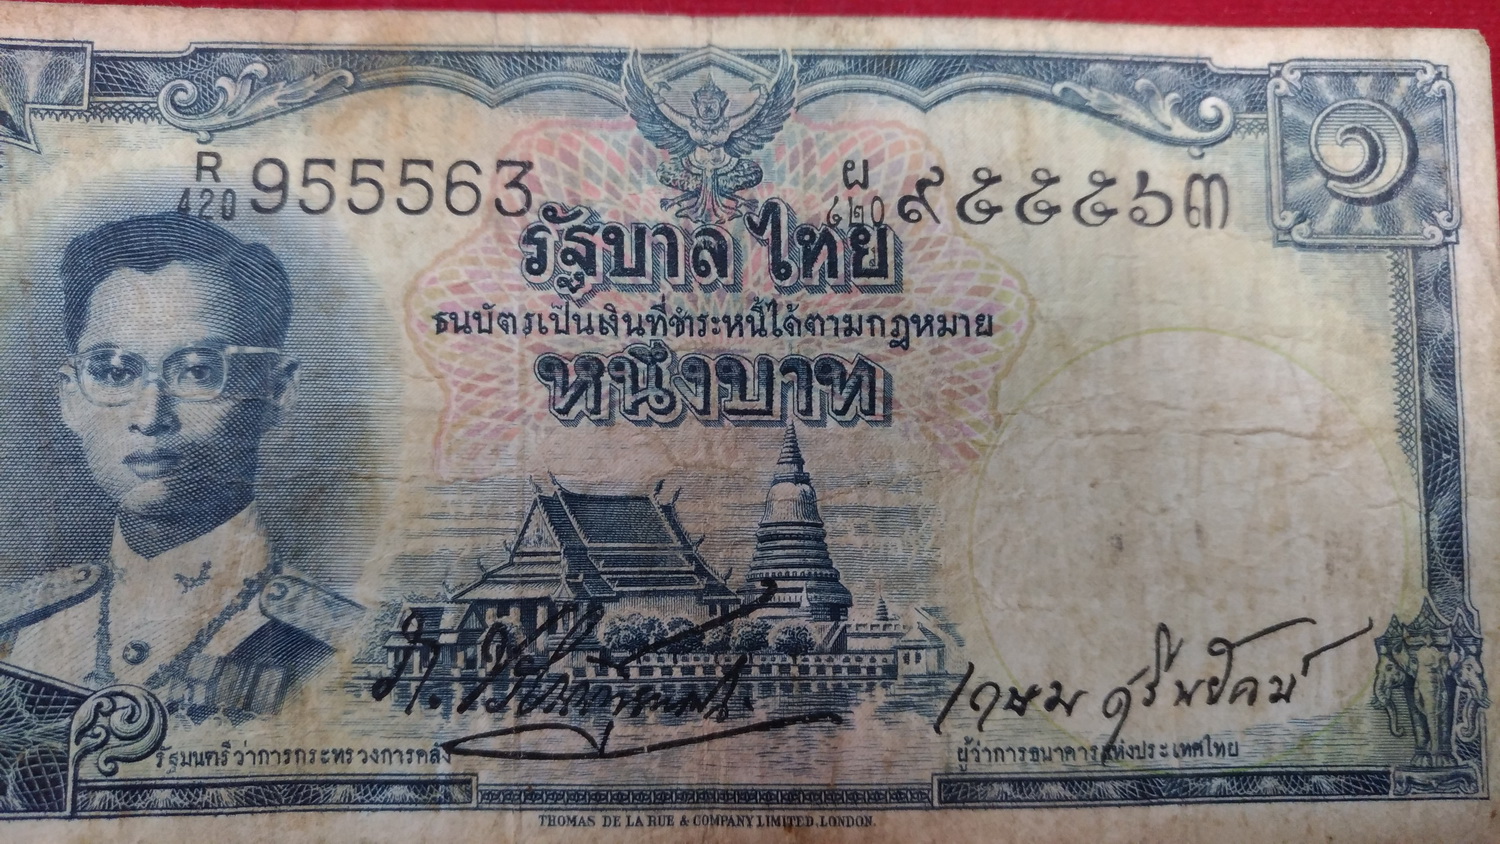 R
420 955563
ผ
๔๒๐ ๙๕๕๕๖๓
๑
รัฐบาลไทย
ธนบัตรเป็นเงินที่ชำระหนี้ได้ตามกฎหมาย
หนึ่งบาท
เกษม ศรีพยัคฆ์
รัฐมนตรีว่าการกระทรวงการคลัง
ผู้ว่าการธนาคารแห่งประเทศไทย
THOMAS DE LA RUE & COMPANY LIMITED, LONDON.